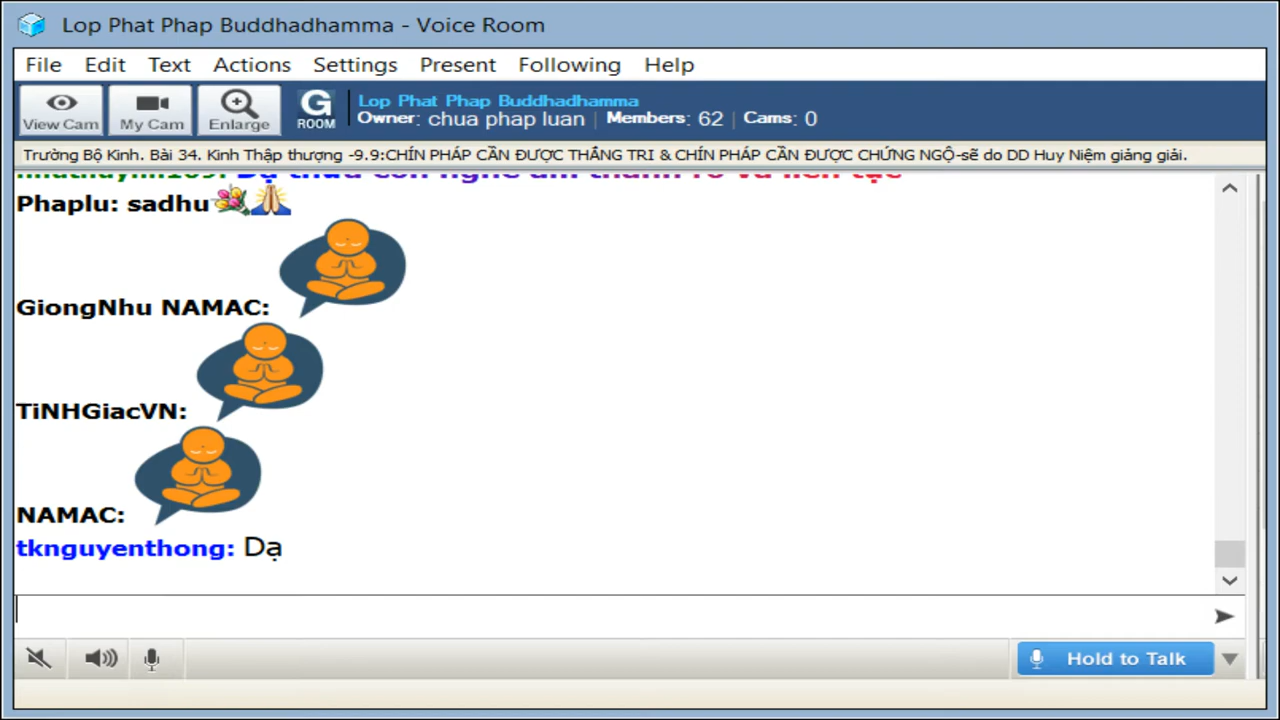 Lop Phat Phap Buddhadhamma - Voice Room
File Edit Text Actions Settings Present Following Help
View Cam My Cam Enlarge G ROOM
Lop Phat Phap Buddhadhamma
Owner: chua phap luan | Members: 62 | Cams: 0
Trường Bộ Kinh. Bài 34. Kinh Thập thượng -9.9:CHÍN PHÁP CẦN ĐƯỢC THẮNG TRI & CHÍN PHÁP CẦN ĐƯỢC CHỨNG NGỘ-sẽ do DD Huy Niệm giảng giải.
Phaplu: sadhu
GiongNhu NAMAC:
TiNHGiacVN:
NAMAC:
tknguyenthong: Dạ
Hold to Talk